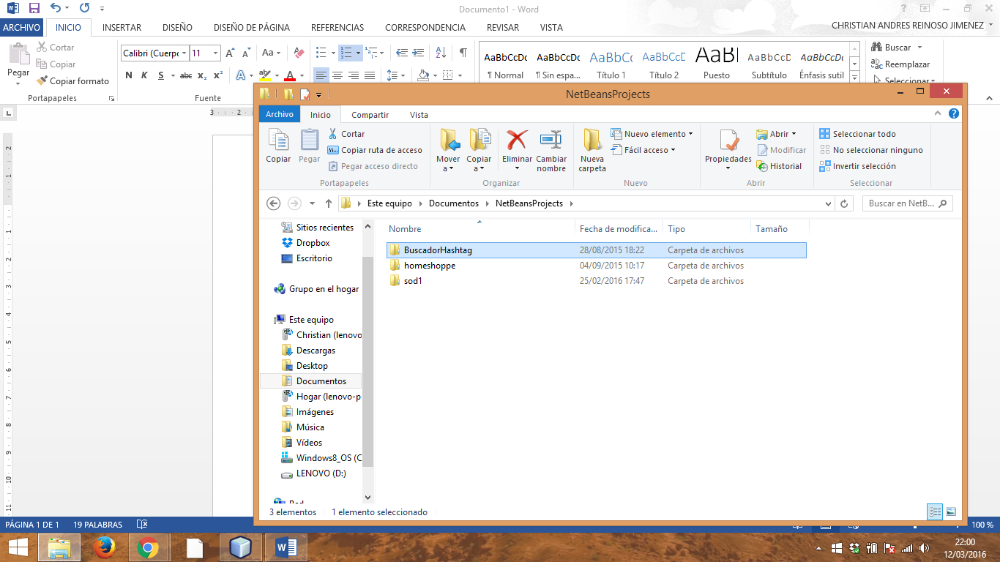 Documento1 - Word
ARCHIVO INICIO INSERTAR DISEÑO DISEÑO DE PÁGINA REFERENCIAS CORRESPONDENCIA REVISAR VISTA CHRISTIAN ANDRES REINOSO JIMENEZ
Pegar
Cortar
Copiar
Copiar formato
Portapapeles
Calibri (Cuerpo 11
N K S abc x₂ x²
Fuente
AaBbCcDc AaBbCcDc AaBbCc AaBbCcD AaBl AaBbCcD AaBbCcDc
¶ Normal ¶ Sin espa... Título 1 Título 2 Puesto Subtítulo Énfasis sutil
Buscar
Reemplazar
Seleccionar
NetBeansProjects
Archivo Inicio Compartir Vista
Copiar Pegar
Cortar
Copiar ruta de acceso
Pegar acceso directo
Portapapeles
Mover a Copiar a Eliminar Cambiar nombre
Organizar
Nueva carpeta
Nuevo elemento
Fácil acceso
Nuevo
Propiedades
Abrir
Modificar
Historial
Abrir
Seleccionar todo
No seleccionar ninguno
Invertir selección
Seleccionar
Este equipo Documentos NetBeansProjects
Buscar en NetB...
Sitios recientes
Dropbox
Escritorio
Grupo en el hogar
Este equipo
Christian (lenovo
Descargas
Desktop
Documentos
Hogar (lenovo-p
Imágenes
Música
Vídeos
Windows8_OS (C
LENOVO (D:)
Nombre Fecha de modifica... Tipo Tamaño
BuscadorHashtag 28/08/2015 18:22 Carpeta de archivos
homeshoppe 04/09/2015 10:17 Carpeta de archivos
sod1 25/02/2016 17:47 Carpeta de archivos
3 elementos 1 elemento seleccionado
PÁGINA 1 DE 1 19 PALABRAS 100 %
22:00
12/03/2016